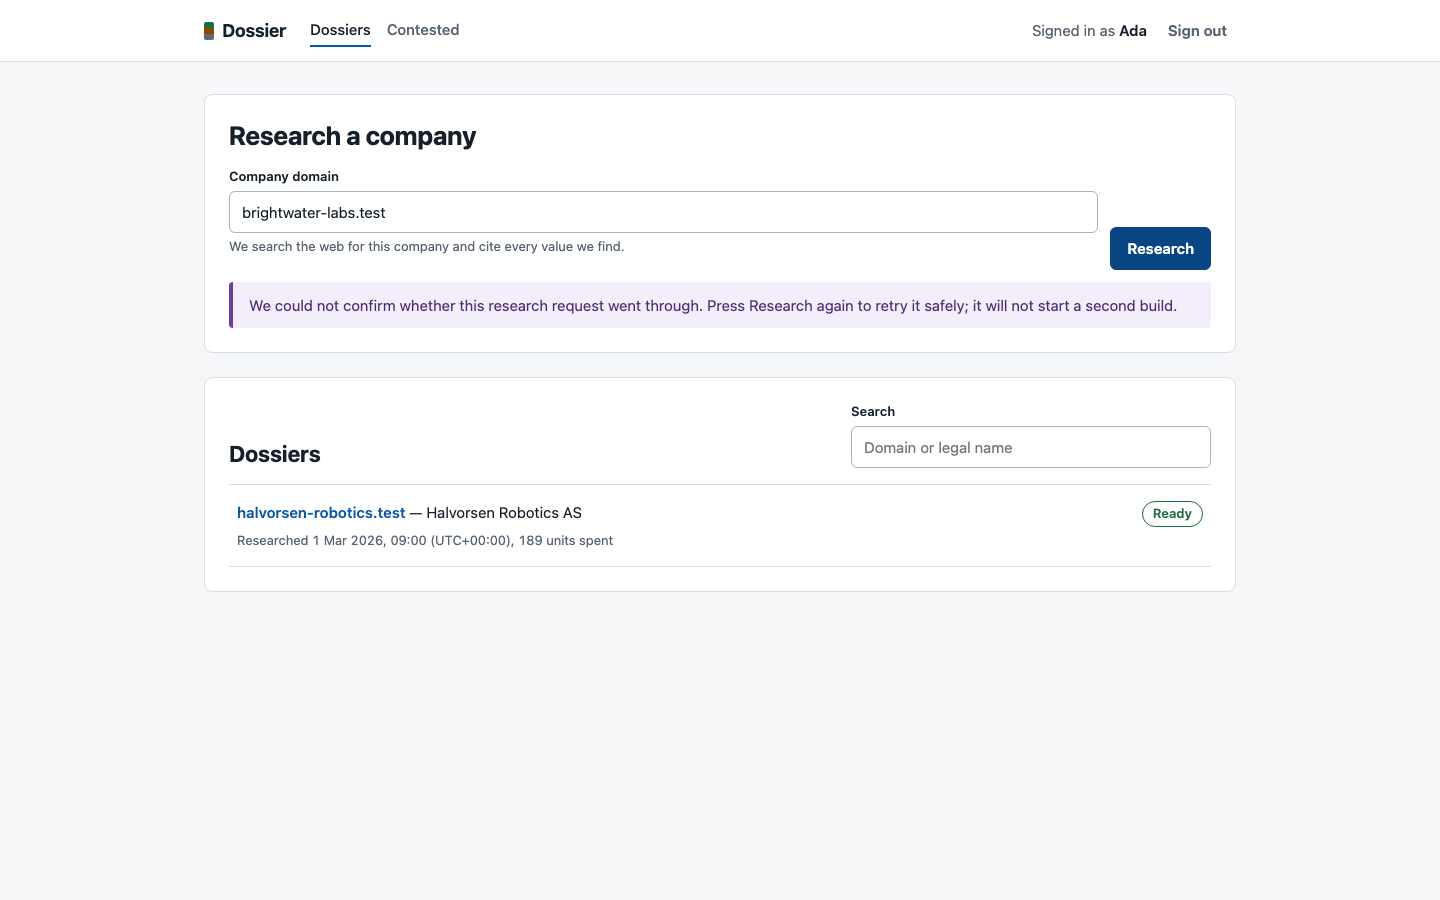 Dossier
Dossiers
Contested
Signed in as Ada
Sign out
Research a company
Company domain
brightwater-labs.test
We search the web for this company and cite every value we find.
Research
We could not confirm whether this research request went through. Press Research again to retry it safely; it will not start a second build.
Search
Dossiers
Domain or legal name
halvorsen-robotics.test — Halvorsen Robotics AS
Ready
Researched 1 Mar 2026, 09:00 (UTC+00:00), 189 units spent